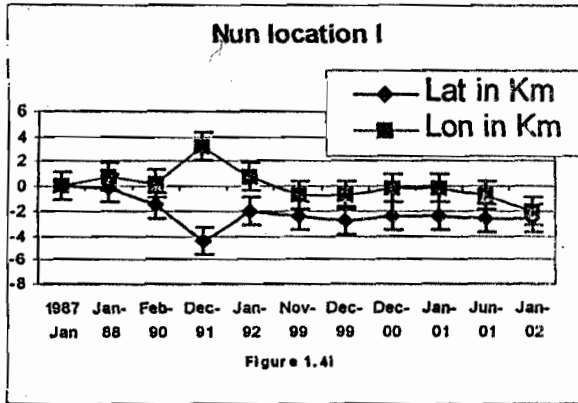 Nun location I
Lat in Km
Lon in Km
6
4
2
0
-2
-4
-6
-8
1987 Jan- Feb- Dec- Jan- Nov- Dec- Dec- Jan- Jun- Jan-
Jan 88 90 91 92 99 99 00 01 01 02
Figure 1.4i